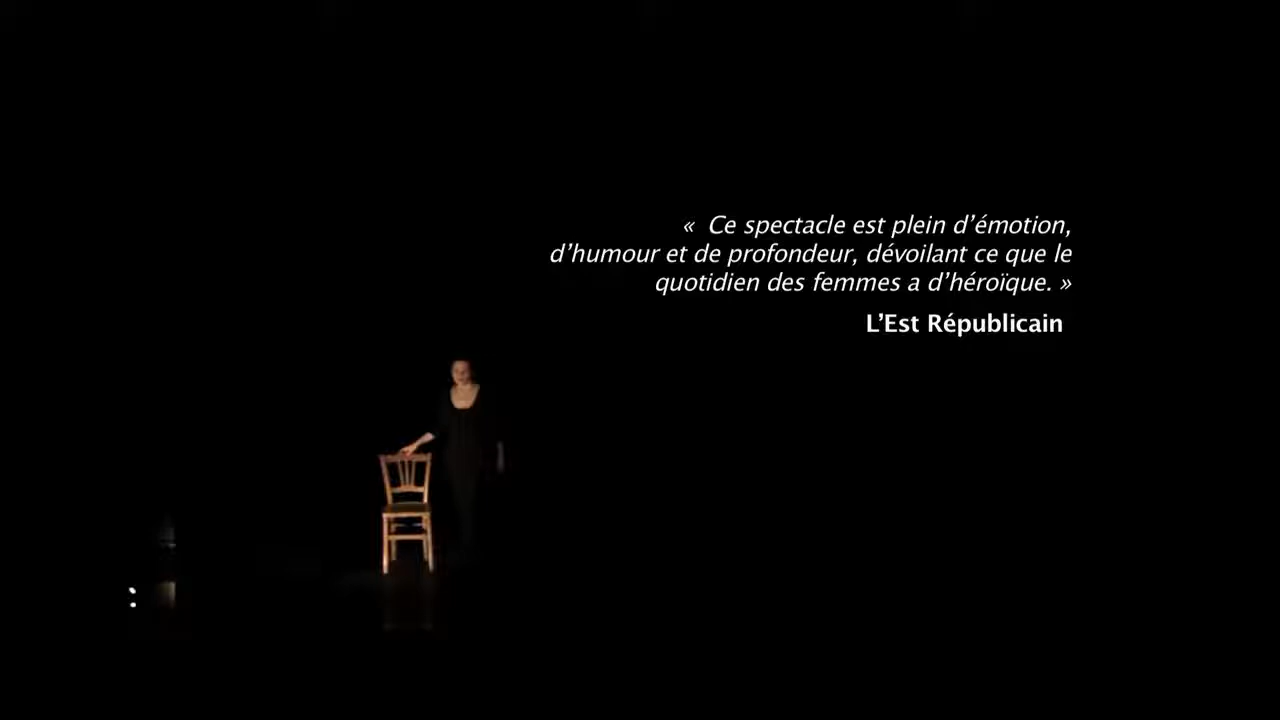 «  Ce spectacle est plein d’émotion,
d’humour et de profondeur, dévoilant ce que le
quotidien des femmes a d’héroïque. »
L’Est Républicain